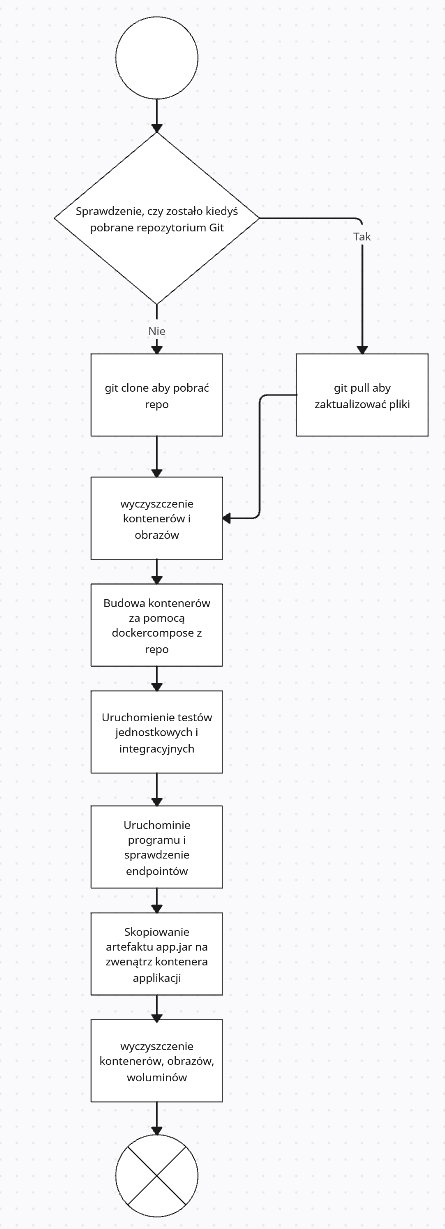 Sprawdzenie, czy zostało kiedyś
pobrane repozytorium Git
Tak
Nie
git clone aby pobrać
repo
git pull aby
zaktualizować pliki
wyczyszczenie
kontenerów i
obrazów
Budowa kontenerów
za pomocą
dockercompose z
repo
Uruchomienie testów
jednostkowych i
integracyjnych
Uruchominie
programu i
sprawdzenie
endpointów
Skopiowanie
artefaktu app.jar na
zwenątrz kontenera
applikacji
wyczyszczenie
kontenerów, obrazów,
woluminów